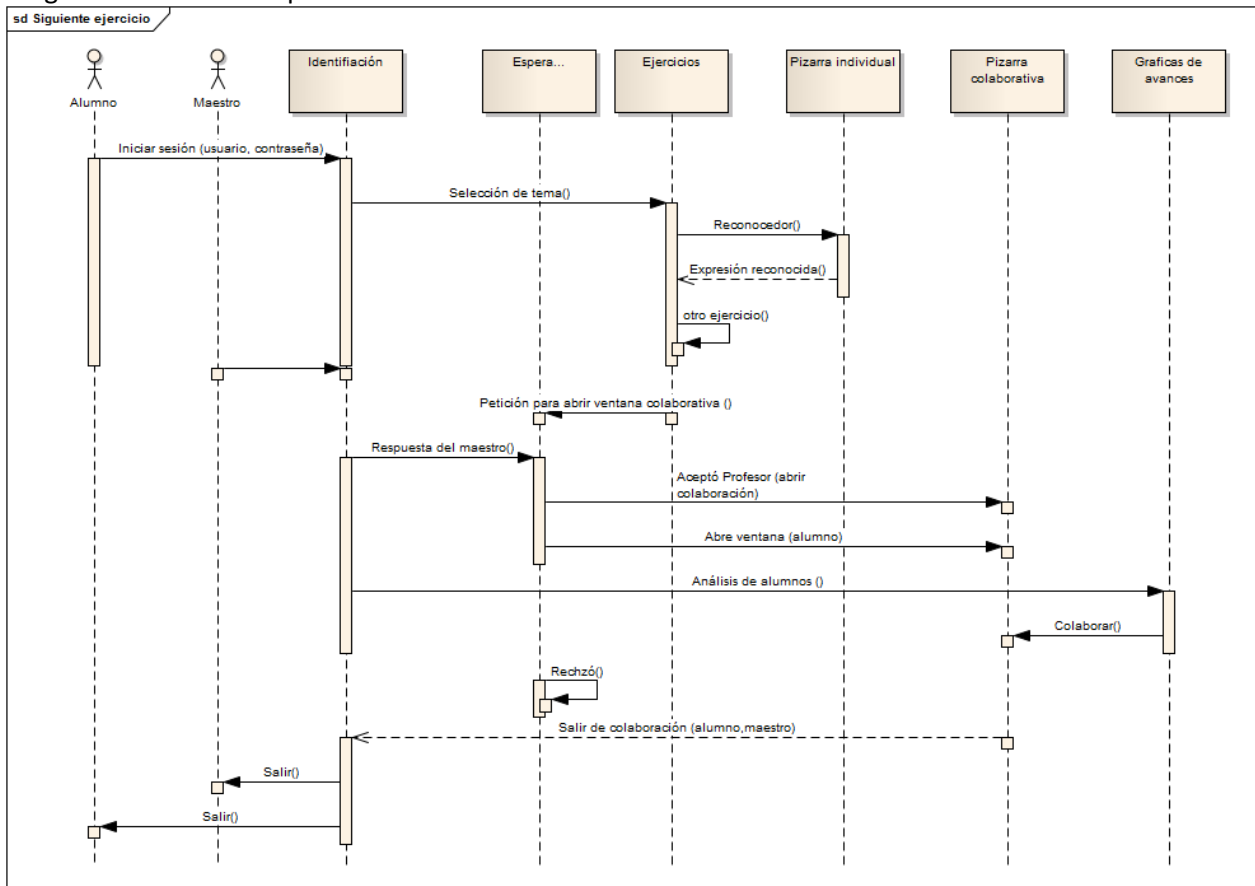 sd Siguiente ejercicio
Alumno
Maestro
Identifiación
Espera...
Ejercicios
Pizarra individual
Pizarra
colaborativa
Graficas de
avances
Iniciar sesión (usuario, contraseña)
Selección de tema()
Reconocedor()
Expresión reconocida()
otro ejercicio()
Petición para abrir ventana colaborativa ()
Respuesta del maestro()
Aceptó Profesor (abrir
colaboración)
Abre ventana (alumno)
Análisis de alumnos ()
Colaborar()
Rechzó()
Salir de colaboración (alumno,maestro)
Salir()
Salir()